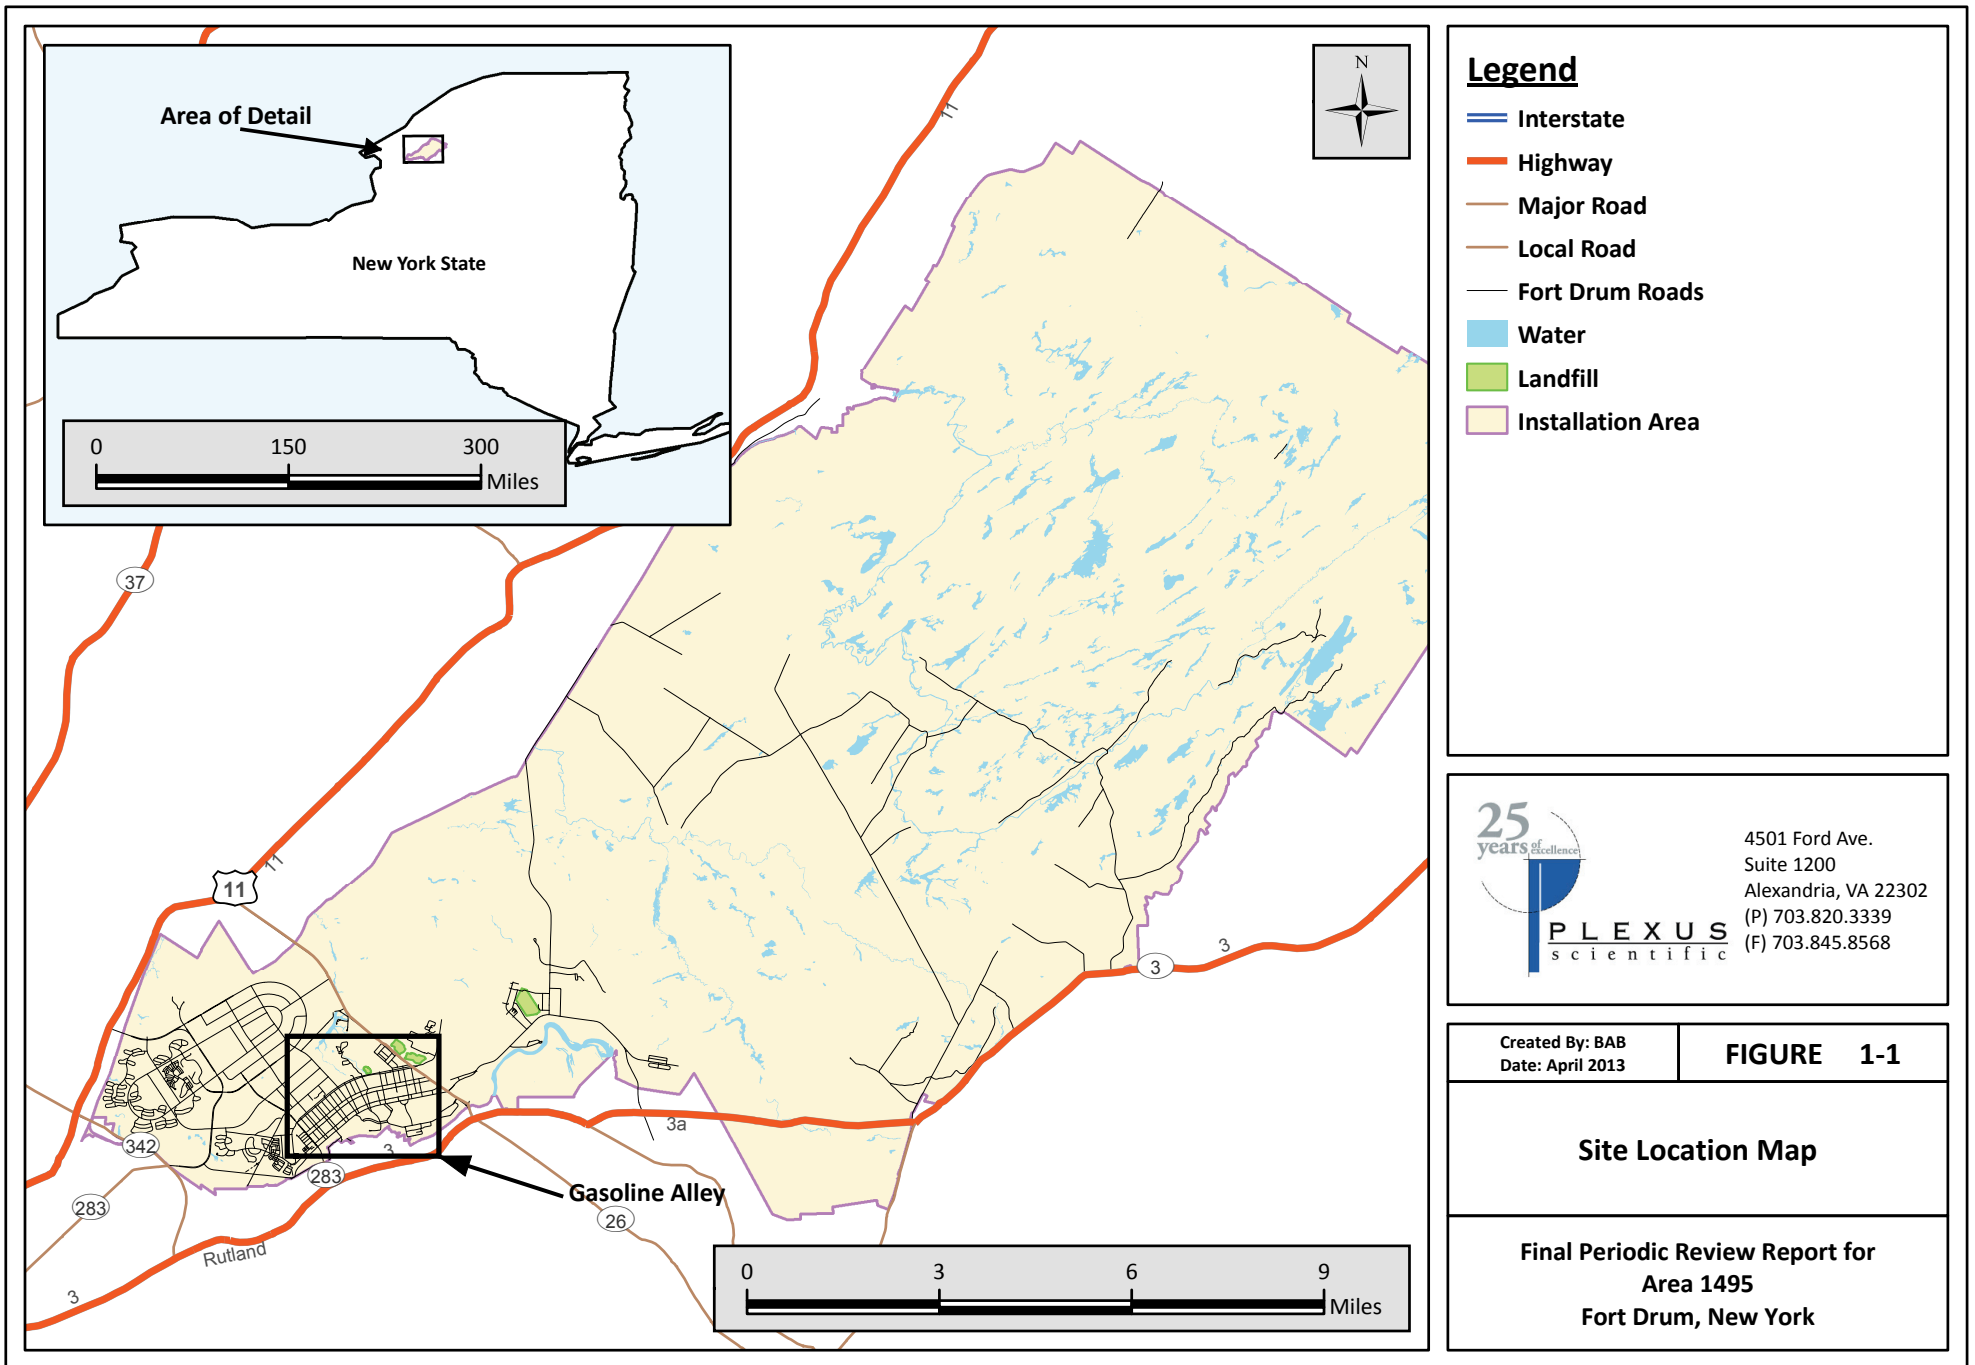 Area of Detail
New York State
0 150 300
Miles
N
11
37
11
11
342
283
283
3
Rutland
3
3a
26
3
3
Gasoline Alley
0 3 6 9
Miles
Legend
Interstate
Highway
Major Road
Local Road
Fort Drum Roads
Water
Landfill
Installation Area
25
years of excellence
PLEXUS
scientific
4501 Ford Ave.
Suite 1200
Alexandria, VA 22302
(P) 703.820.3339
(F) 703.845.8568
Created By: BAB
Date: April 2013
FIGURE 1-1
Site Location Map
Final Periodic Review Report for
Area 1495
Fort Drum, New York